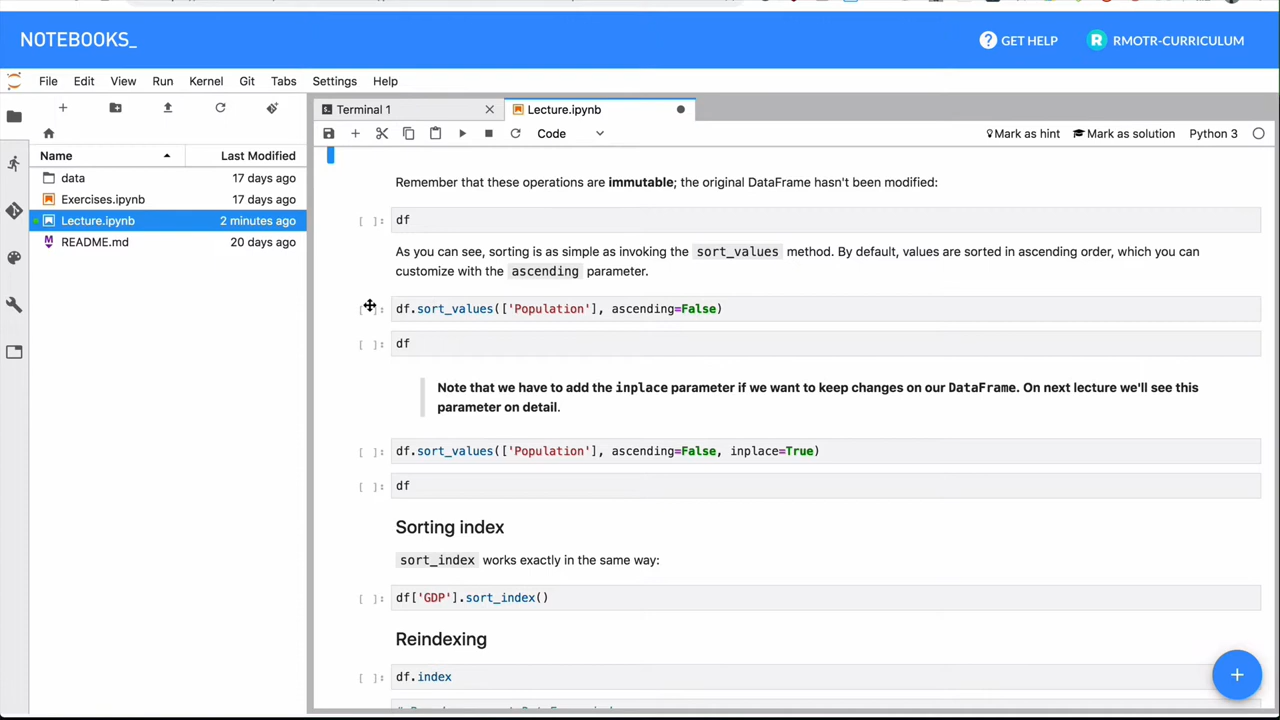 NOTEBOOKS_
? GET HELP
R RMOTR-CURRICULUM
File Edit View Run Kernel Git Tabs Settings Help
Terminal 1
Lecture.ipynb
Code
Mark as hint
Mark as solution
Python 3
Name Last Modified
data 17 days ago
Exercises.ipynb 17 days ago
Lecture.ipynb 2 minutes ago
README.md 20 days ago
Remember that these operations are immutable; the original DataFrame hasn't been modified:
[ ]: df
As you can see, sorting is as simple as invoking the sort_values method. By default, values are sorted in ascending order, which you can
customize with the ascending parameter.
[ ]: df.sort_values(['Population'], ascending=False)
[ ]: df
Note that we have to add the inplace parameter if we want to keep changes on our DataFrame. On next lecture we'll see this
parameter on detail.
[ ]: df.sort_values(['Population'], ascending=False, inplace=True)
[ ]: df
Sorting index
sort_index works exactly in the same way:
[ ]: df['GDP'].sort_index()
Reindexing
[ ]: df.index